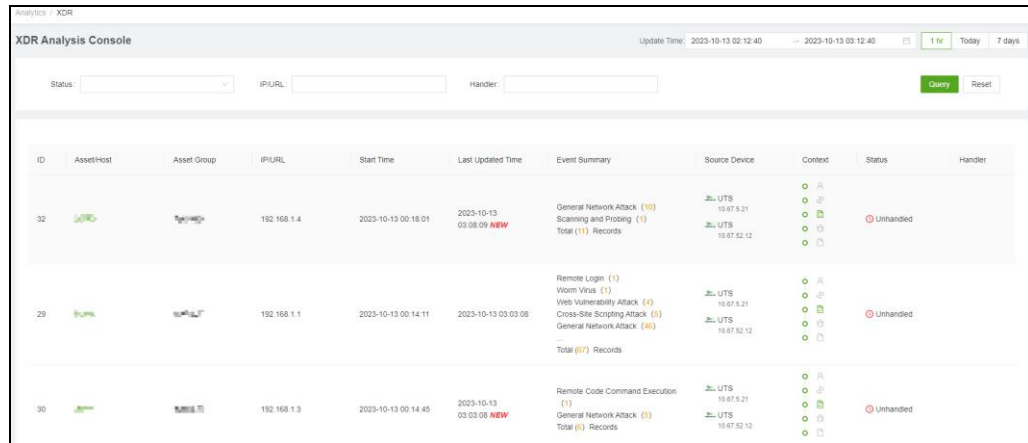 Analytics / XDR
XDR Analysis Console
Update Time: 2023-10-13 02:12:40 → 2023-10-13 03:12:40
1 hr Today 7 days
Status: IP/URL: Handler: Query Reset
ID Asset/Host Asset Group IP/URL Start Time Last Updated Time Event Summary Source Device Context Status Handler
32 192.168.1.4 2023-10-13 00:18:01
2023-10-13
03:08:09 NEW
General Network Attack (10)
Scanning and Probing (1)
Total (11) Records
UTS
10.67.5.21
UTS
10.67.52.12
Unhandled
29 192.168.1.1 2023-10-13 00:14:11 2023-10-13 03:03:08
Remote Login (1)
Worm Virus (1)
Web Vulnerability Attack (4)
Cross-Site Scripting Attack (5)
General Network Attack (46)
...
Total (67) Records
UTS
10.67.5.21
UTS
10.67.52.12
Unhandled
30 192.168.1.3 2023-10-13 00:14:45
2023-10-13
03:03:08 NEW
Remote Code Command Execution
(1)
General Network Attack (5)
Total (6) Records
UTS
10.67.5.21
UTS
10.67.52.12
Unhandled